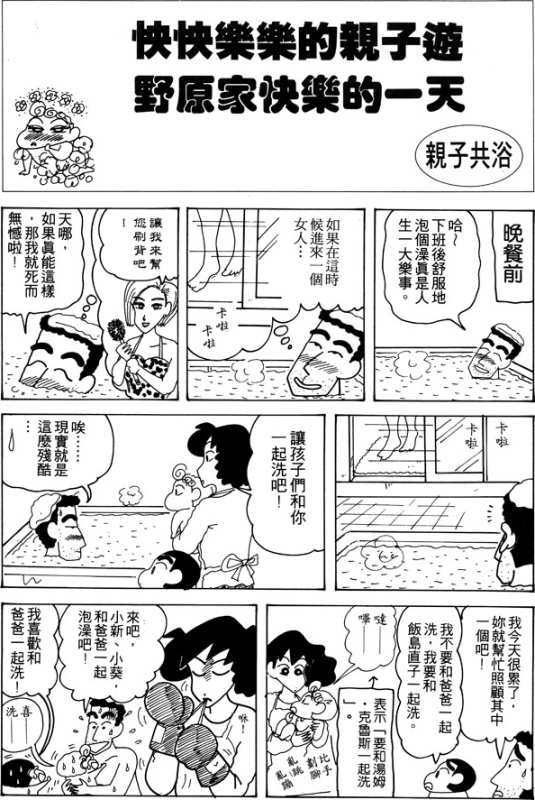 快快樂樂的親子遊
野原家快樂的一天
親子共浴
晚餐前
哈~
下班後舒服地
泡個澡真是人
生一大樂事。
如果在這時
候進來一個
女人…
卡啦
卡啦
讓我來幫
您刷背吧
！
天哪，
如果真能這樣
，那我就死而
無憾啦！
卡啦
卡啦
讓孩子們和你
一起洗吧！
唉……
現實就是
這麼殘酷
……
我今天很累了，
妳就幫忙照顧其中
一個吧！
我不要和爸爸一起
洗，我要和
飯島直子一起洗。
噠
嗶
表示「要和湯姆
．克魯斯一起洗
」
比手
劃腳
亂跳
亂蹦
咻！
來吧，
小新、小葵，
和爸爸一起
泡澡吧！
我喜歡和
爸爸一起洗！
喜
洗